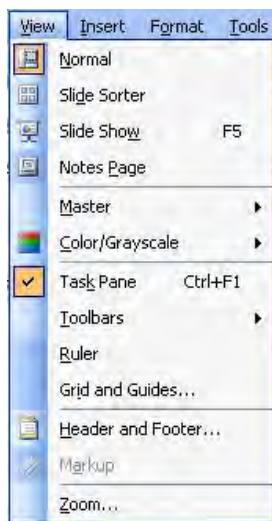 View Insert Format Tools
Normal
Slide Sorter
Slide Show F5
Notes Page
Master
Color/Grayscale
Task Pane Ctrl+F1
Toolbars
Ruler
Grid and Guides...
Header and Footer...
Markup
Zoom...